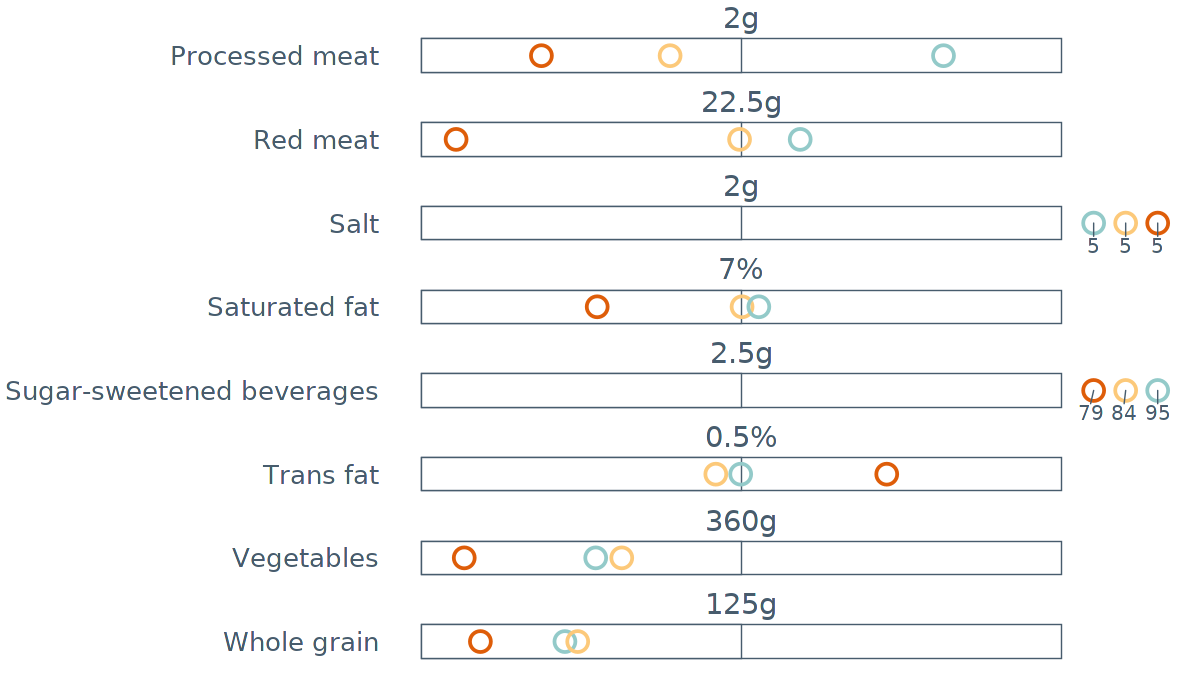 2g
Processed meat
22.5g
Red meat
2g
Salt
5 5 5
7%
Saturated fat
2.5g
Sugar-sweetened beverages
79 84 95
0.5%
Trans fat
360g
Vegetables
125g
Whole grain